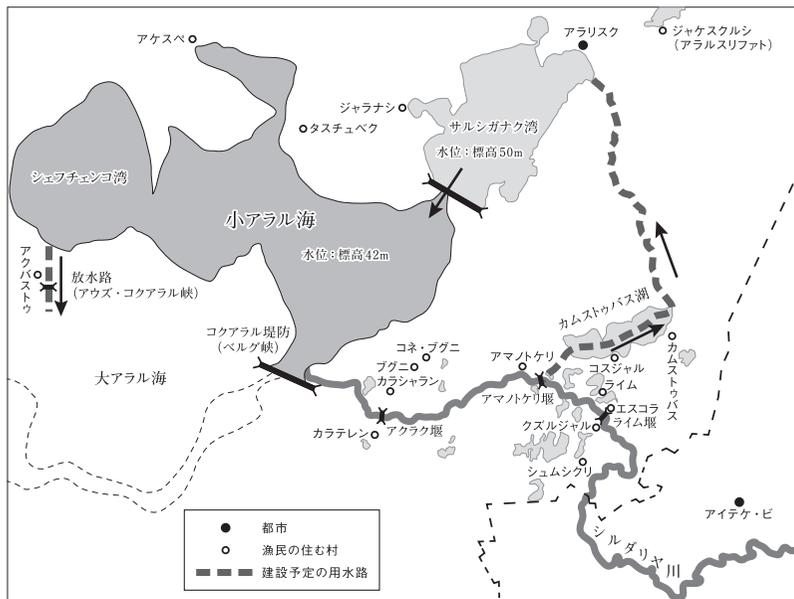 アケスペ
アラリスク
ジャケスクルシ
(アラルスリファト)
ジャラナシ
タスチュベク
サルシガナク湾
水位:標高50m
シェフチェンコ湾
小アラル海
水位:標高42m
アクバストゥ
放水路
(アウズ・コクアラル峡)
カムストゥバス湖
コクアラル堤防
(ベルグ峡)
コネ・ブグニ
ブグニ
カラシャラン
アマノトケリ
コスジャル
カムストゥバス
大アラル海
ライム
アマノトケリ堰
エスコラ
ライム堰
カラテレン
アクラク堰
クズルジャル
シュムシクリ
アイテケ・ビ
シルダリヤ川
都市
漁民の住む村
建設予定の用水路